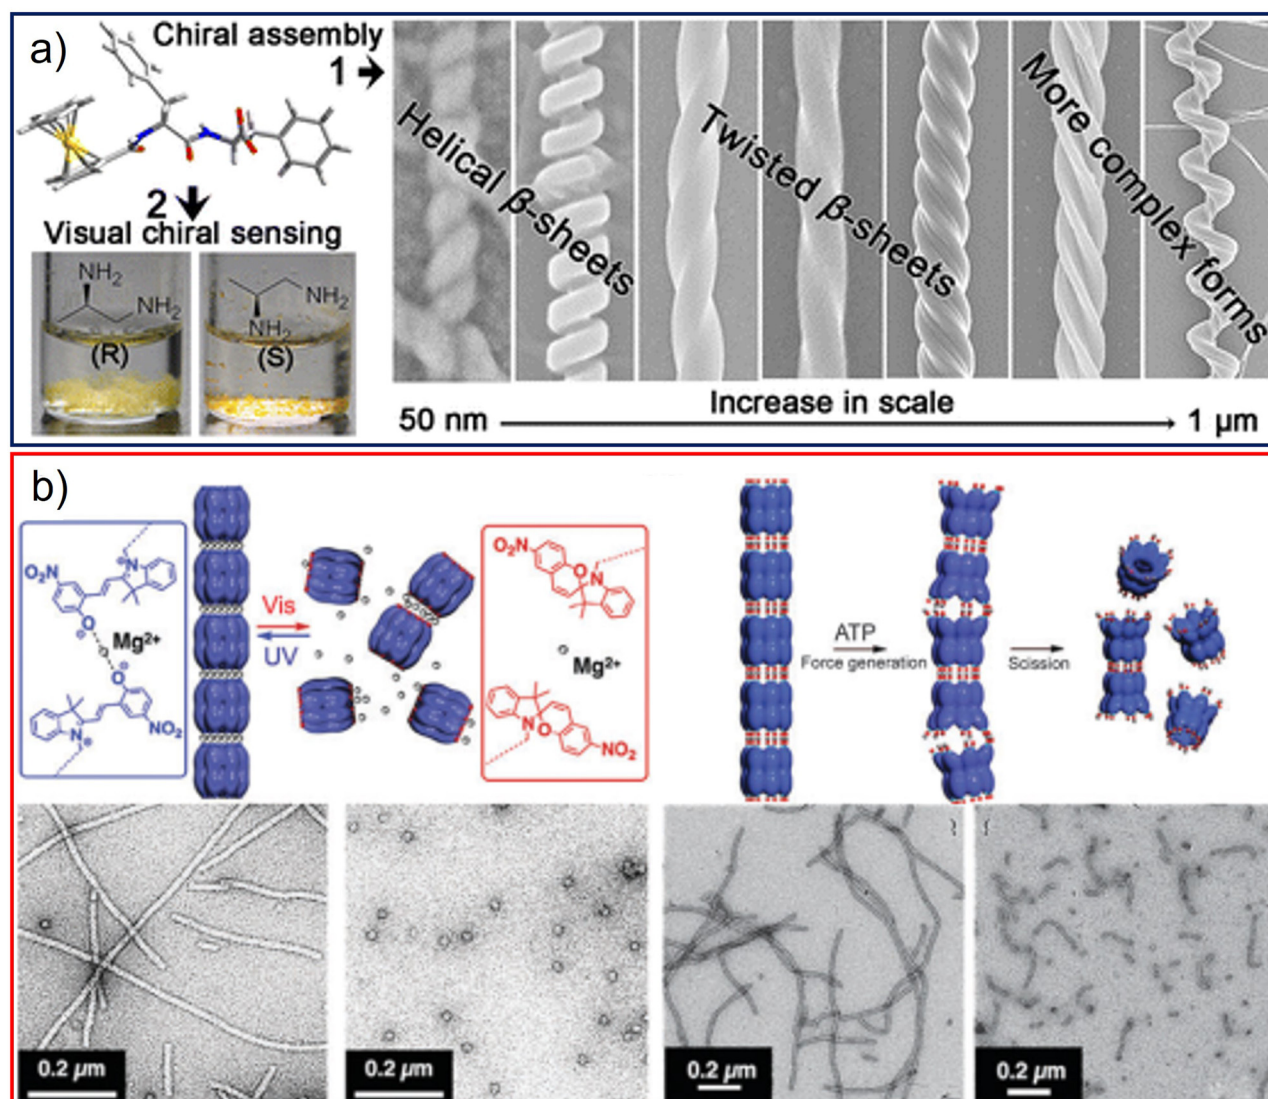 a)
Chiral assembly
1
2
Visual chiral sensing
NH₂
NH₂
(R)
NH₂
NH₂
(S)
Helical β-sheets
Twisted β-sheets
More complex forms
50 nm
Increase in scale
1 μm
b)
O₂N
N
⊕
O
⊖
Mg²⁺
⊖
O
N
⊕
NO₂
Vis
UV
NO₂
O
N
Mg²⁺
N
O
NO₂
ATP
Force generation
Scission
0.2 μm
0.2 μm
0.2 μm
0.2 μm